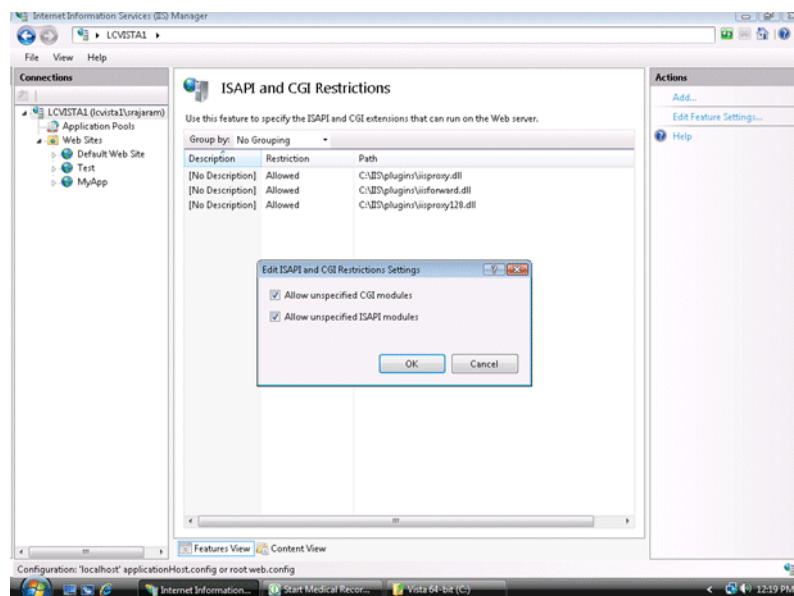 Internet Information Services (IIS) Manager
LCVISTA1
File View Help
Connections
LCVISTA1 (lcvista1\srajaram)
Application Pools
Web Sites
Default Web Site
Test
MyApp
ISAPI and CGI Restrictions
Use this feature to specify the ISAPI and CGI extensions that can run on the Web server.
Group by: No Grouping
Description Restriction Path
[No Description] Allowed C:\IIS\plugins\iisproxy.dll
[No Description] Allowed C:\IIS\plugins\iisforward.dll
[No Description] Allowed C:\IIS\plugins\iisproxy128.dll
Edit ISAPI and CGI Restrictions Settings
Allow unspecified CGI modules
Allow unspecified ISAPI modules
OK Cancel
Features View Content View
Actions
Add...
Edit Feature Settings...
Help
Configuration: 'localhost' applicationHost.config or root web.config
Internet Information... Start Medical Recor... Vista 64-bit (C:) 12:19 PM